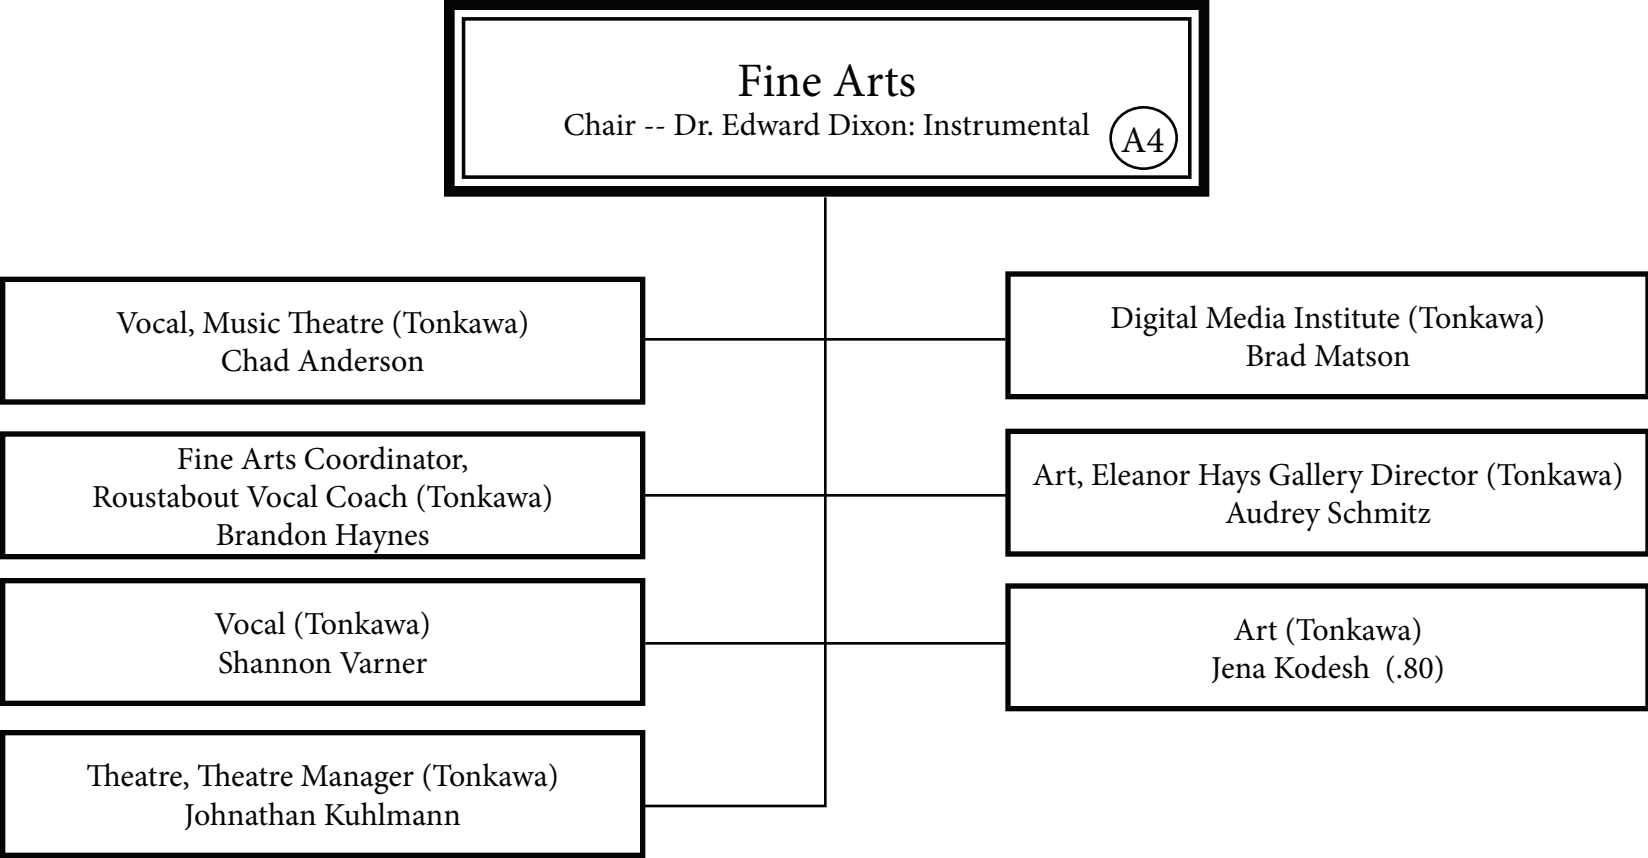 Fine Arts
Chair -- Dr. Edward Dixon: Instrumental
A4
Vocal, Music Theatre (Tonkawa)
Chad Anderson
Fine Arts Coordinator,
Roustabout Vocal Coach (Tonkawa)
Brandon Haynes
Vocal (Tonkawa)
Shannon Varner
Theatre, Theatre Manager (Tonkawa)
Johnathan Kuhlmann
Digital Media Institute (Tonkawa)
Brad Matson
Art, Eleanor Hays Gallery Director (Tonkawa)
Audrey Schmitz
Art (Tonkawa)
Jena Kodesh  (.80)